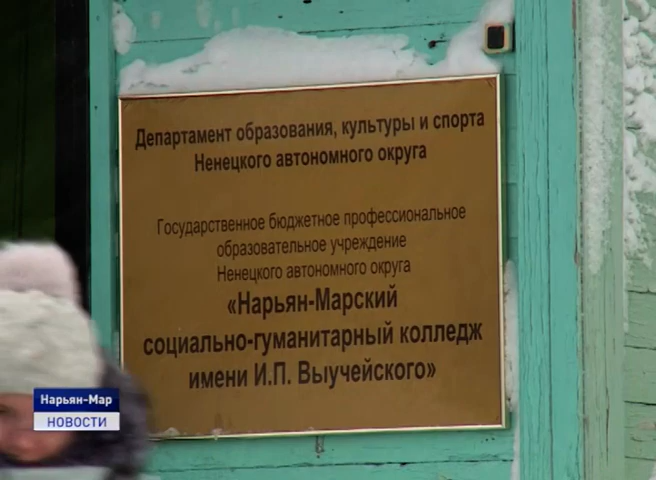 Департамент образования, культуры и спорта
Ненецкого автономного округа
Государственное бюджетное профессиональное
образовательное учреждение
Ненецкого автономного округа
«Нарьян-Марский
социально-гуманитарный колледж
имени И.П. Выучейского»
Нарьян-Мар
НОВОСТИ